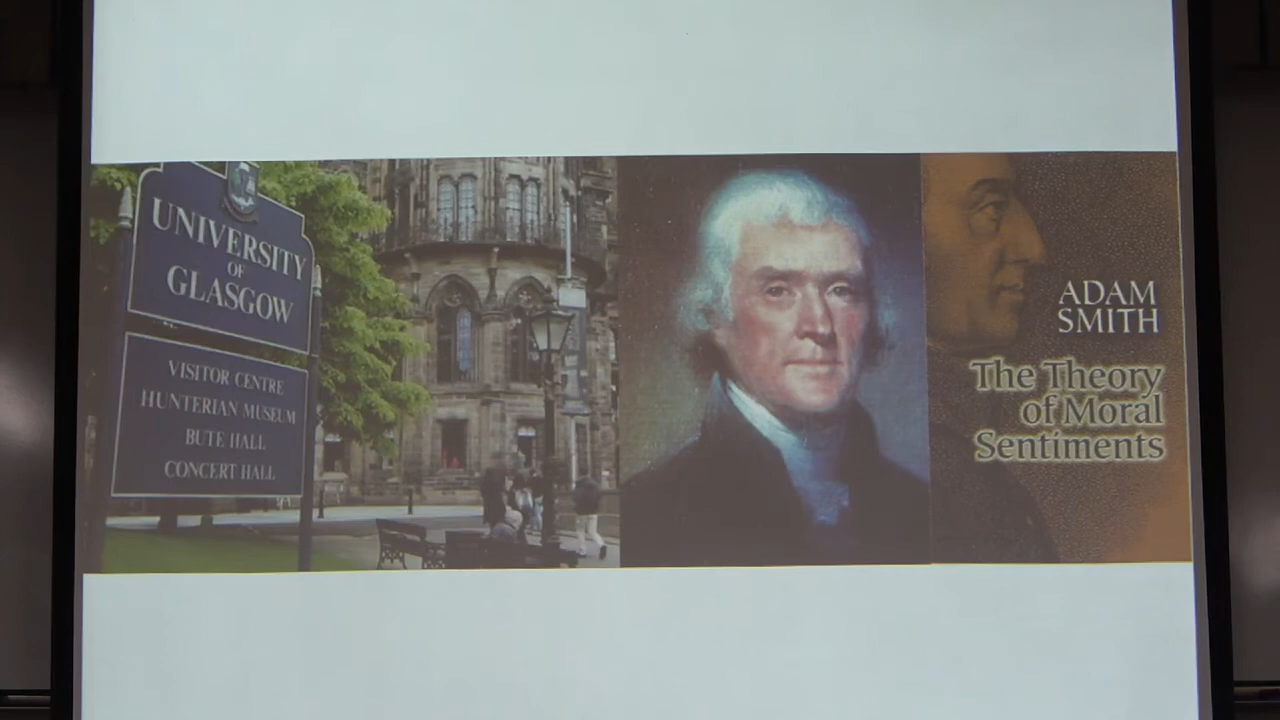 UNIVERSITY
OF
GLASGOW
VISITOR CENTRE
HUNTERIAN MUSEUM
BUTE HALL
CONCERT HALL
ADAM
SMITH
The Theory
of Moral
Sentiments